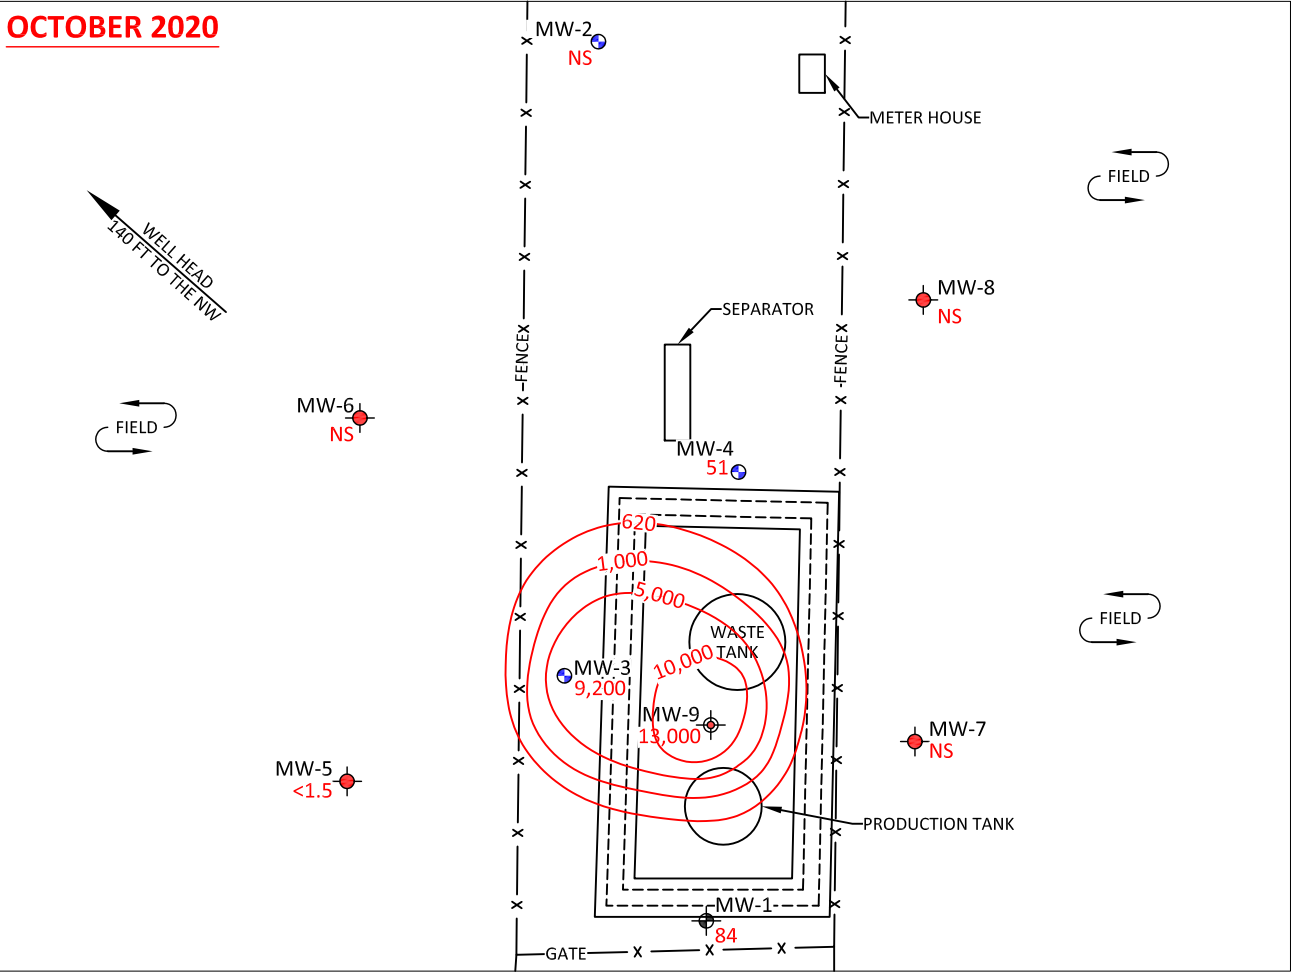 OCTOBER 2020
MW-2
NS
METER HOUSE
FIELD
WELL HEAD
140 FT TO THE NW
MW-8
NS
SEPARATOR
FENCE
FENCE
MW-6
NS
FIELD
MW-4
51
620
1,000
5,000
WASTE
TANK
FIELD
10,000
MW-3
9,200
MW-9
13,000
MW-7
NS
MW-5
<1.5
PRODUCTION TANK
MW-1
84
GATE